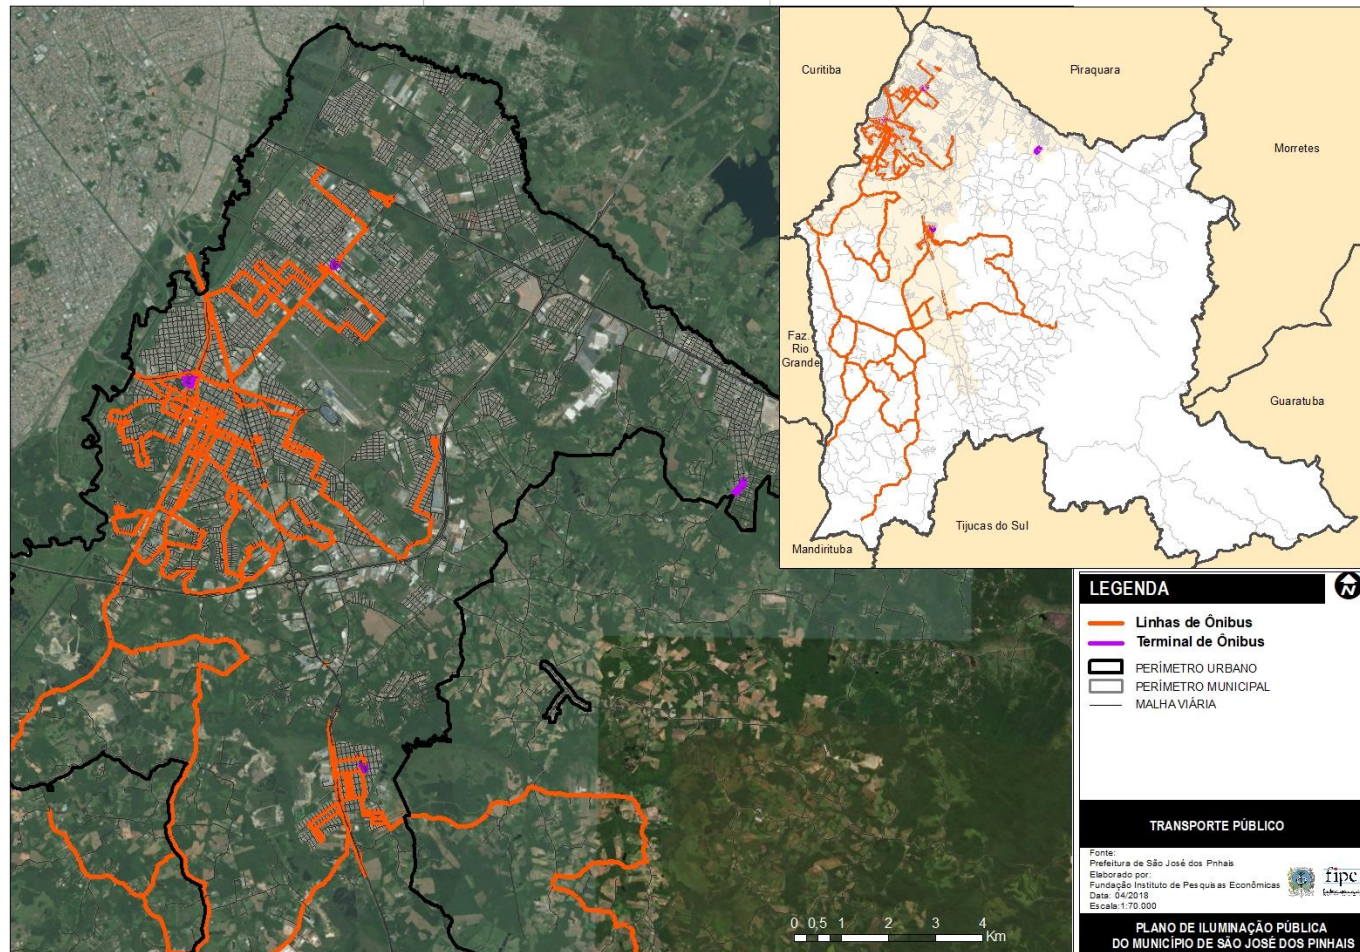 Curitiba
Piraquara
Morretes
Faz.
Rio
Grande
Guaratuba
Tijucas do Sul
Mandirituba
LEGENDA
N
Linhas de Ônibus
Terminal de Ônibus
PERÍMETRO URBANO
PERÍMETRO MUNICIPAL
MALHA VIÁRIA
TRANSPORTE PÚBLICO
Fonte:
Prefeitura de São José dos Pinhais
Elaborado por:
Fundação Instituto de Pesquisas Econômicas
Data: 04/2018
Escala:1:70.000
fipe
0 0,5 1 2 3 4
Km
PLANO DE ILUMINAÇÃO PÚBLICA
DO MUNICÍPIO DE SÃO JOSÉ DOS PINHAIS